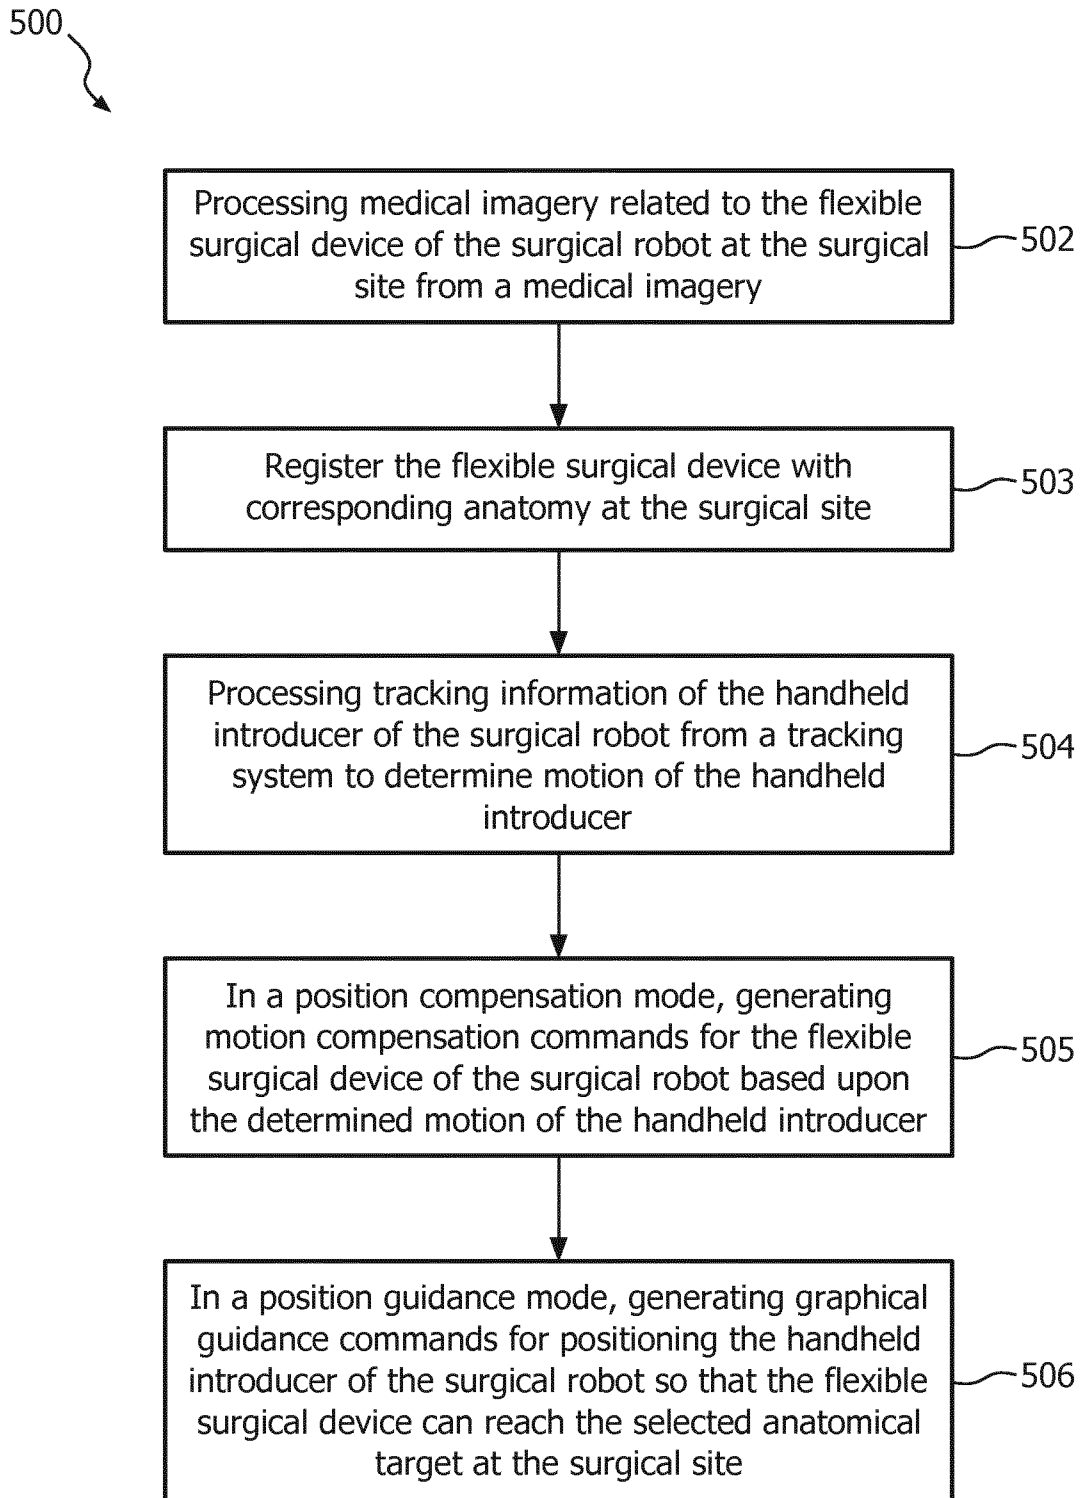 500
Processing medical imagery related to the flexible
surgical device of the surgical robot at the surgical
site from a medical imagery
502
Register the flexible surgical device with
corresponding anatomy at the surgical site
503
Processing tracking information of the handheld
introducer of the surgical robot from a tracking
system to determine motion of the handheld
introducer
504
In a position compensation mode, generating
motion compensation commands for the flexible
surgical device of the surgical robot based upon
the determined motion of the handheld introducer
505
In a position guidance mode, generating graphical
guidance commands for positioning the handheld
introducer of the surgical robot so that the flexible
surgical device can reach the selected anatomical
target at the surgical site
506